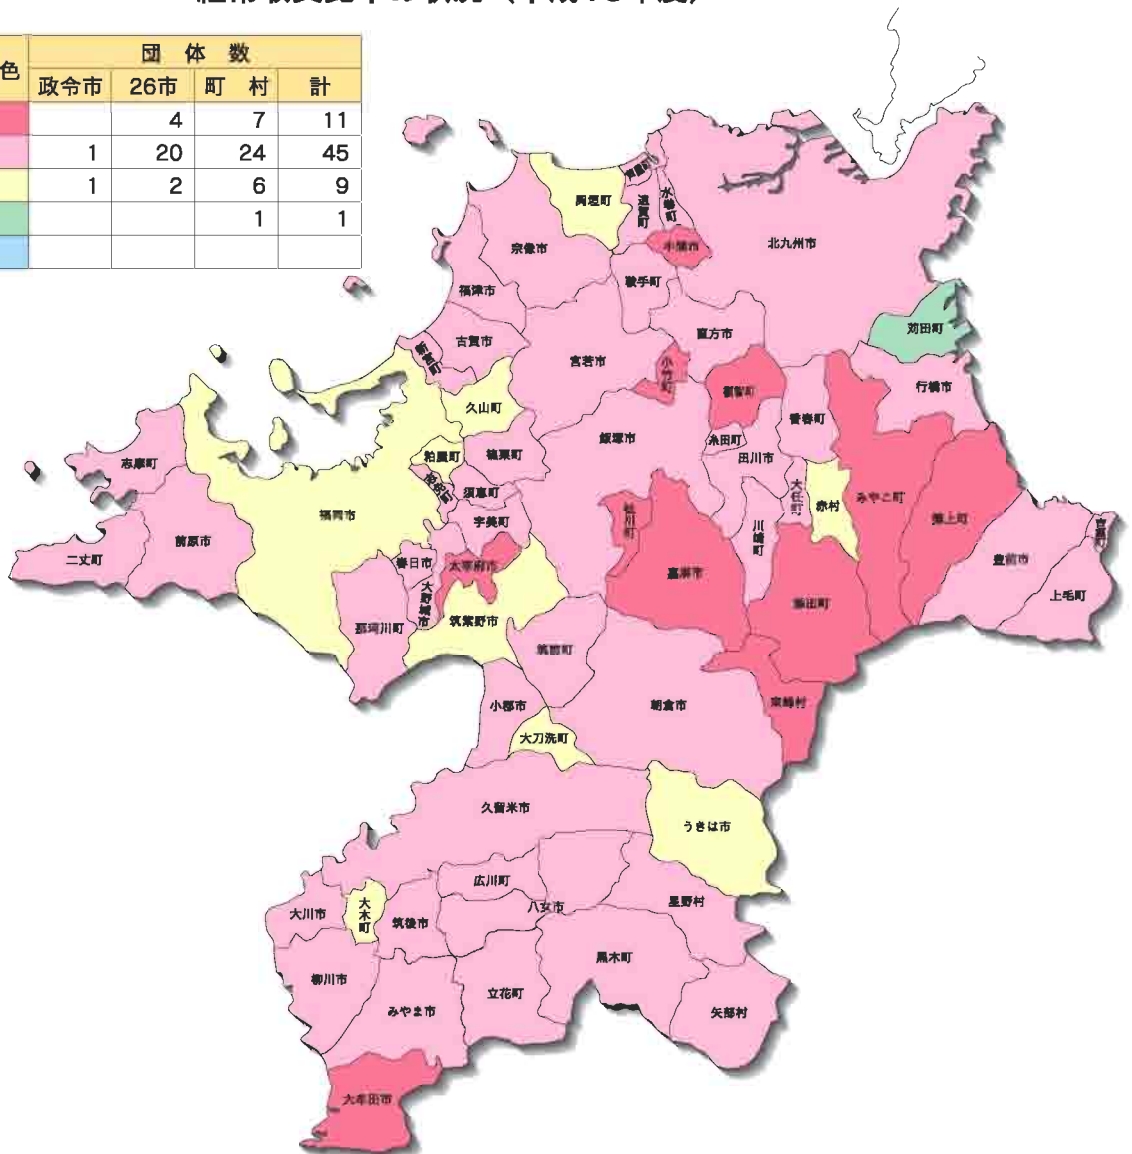 色
団体数
政令市 26市 町村 計
4 7 11
1 20 24 45
1 2 6 9
1 1
芦屋町
岡垣町
水巻町
遠賀町
中間市
北九州市
宗像市
鞍手町
福津市
苅田町
直方市
古賀市
新宮町
宮若市
小竹町
行橋市
福智町
久山町
香春町
飯塚市
糸田町
粕屋町
篠栗町
田川市
志摩町
志免町
須恵町
大任町
みやこ町
赤村
福岡市
宇美町
桂川町
築上町
川崎町
吉富町
前原市
二丈町
春日市
太宰府市
嘉麻市
豊前市
大野城市
添田町
上毛町
那珂川町
筑紫野市
筑前町
小郡市
朝倉市
東峰村
大刀洗町
久留米市
うきは市
広川町
八女市
星野村
大川市
大木町
筑後市
黒木町
柳川市
立花町
みやま市
矢部村
大牟田市